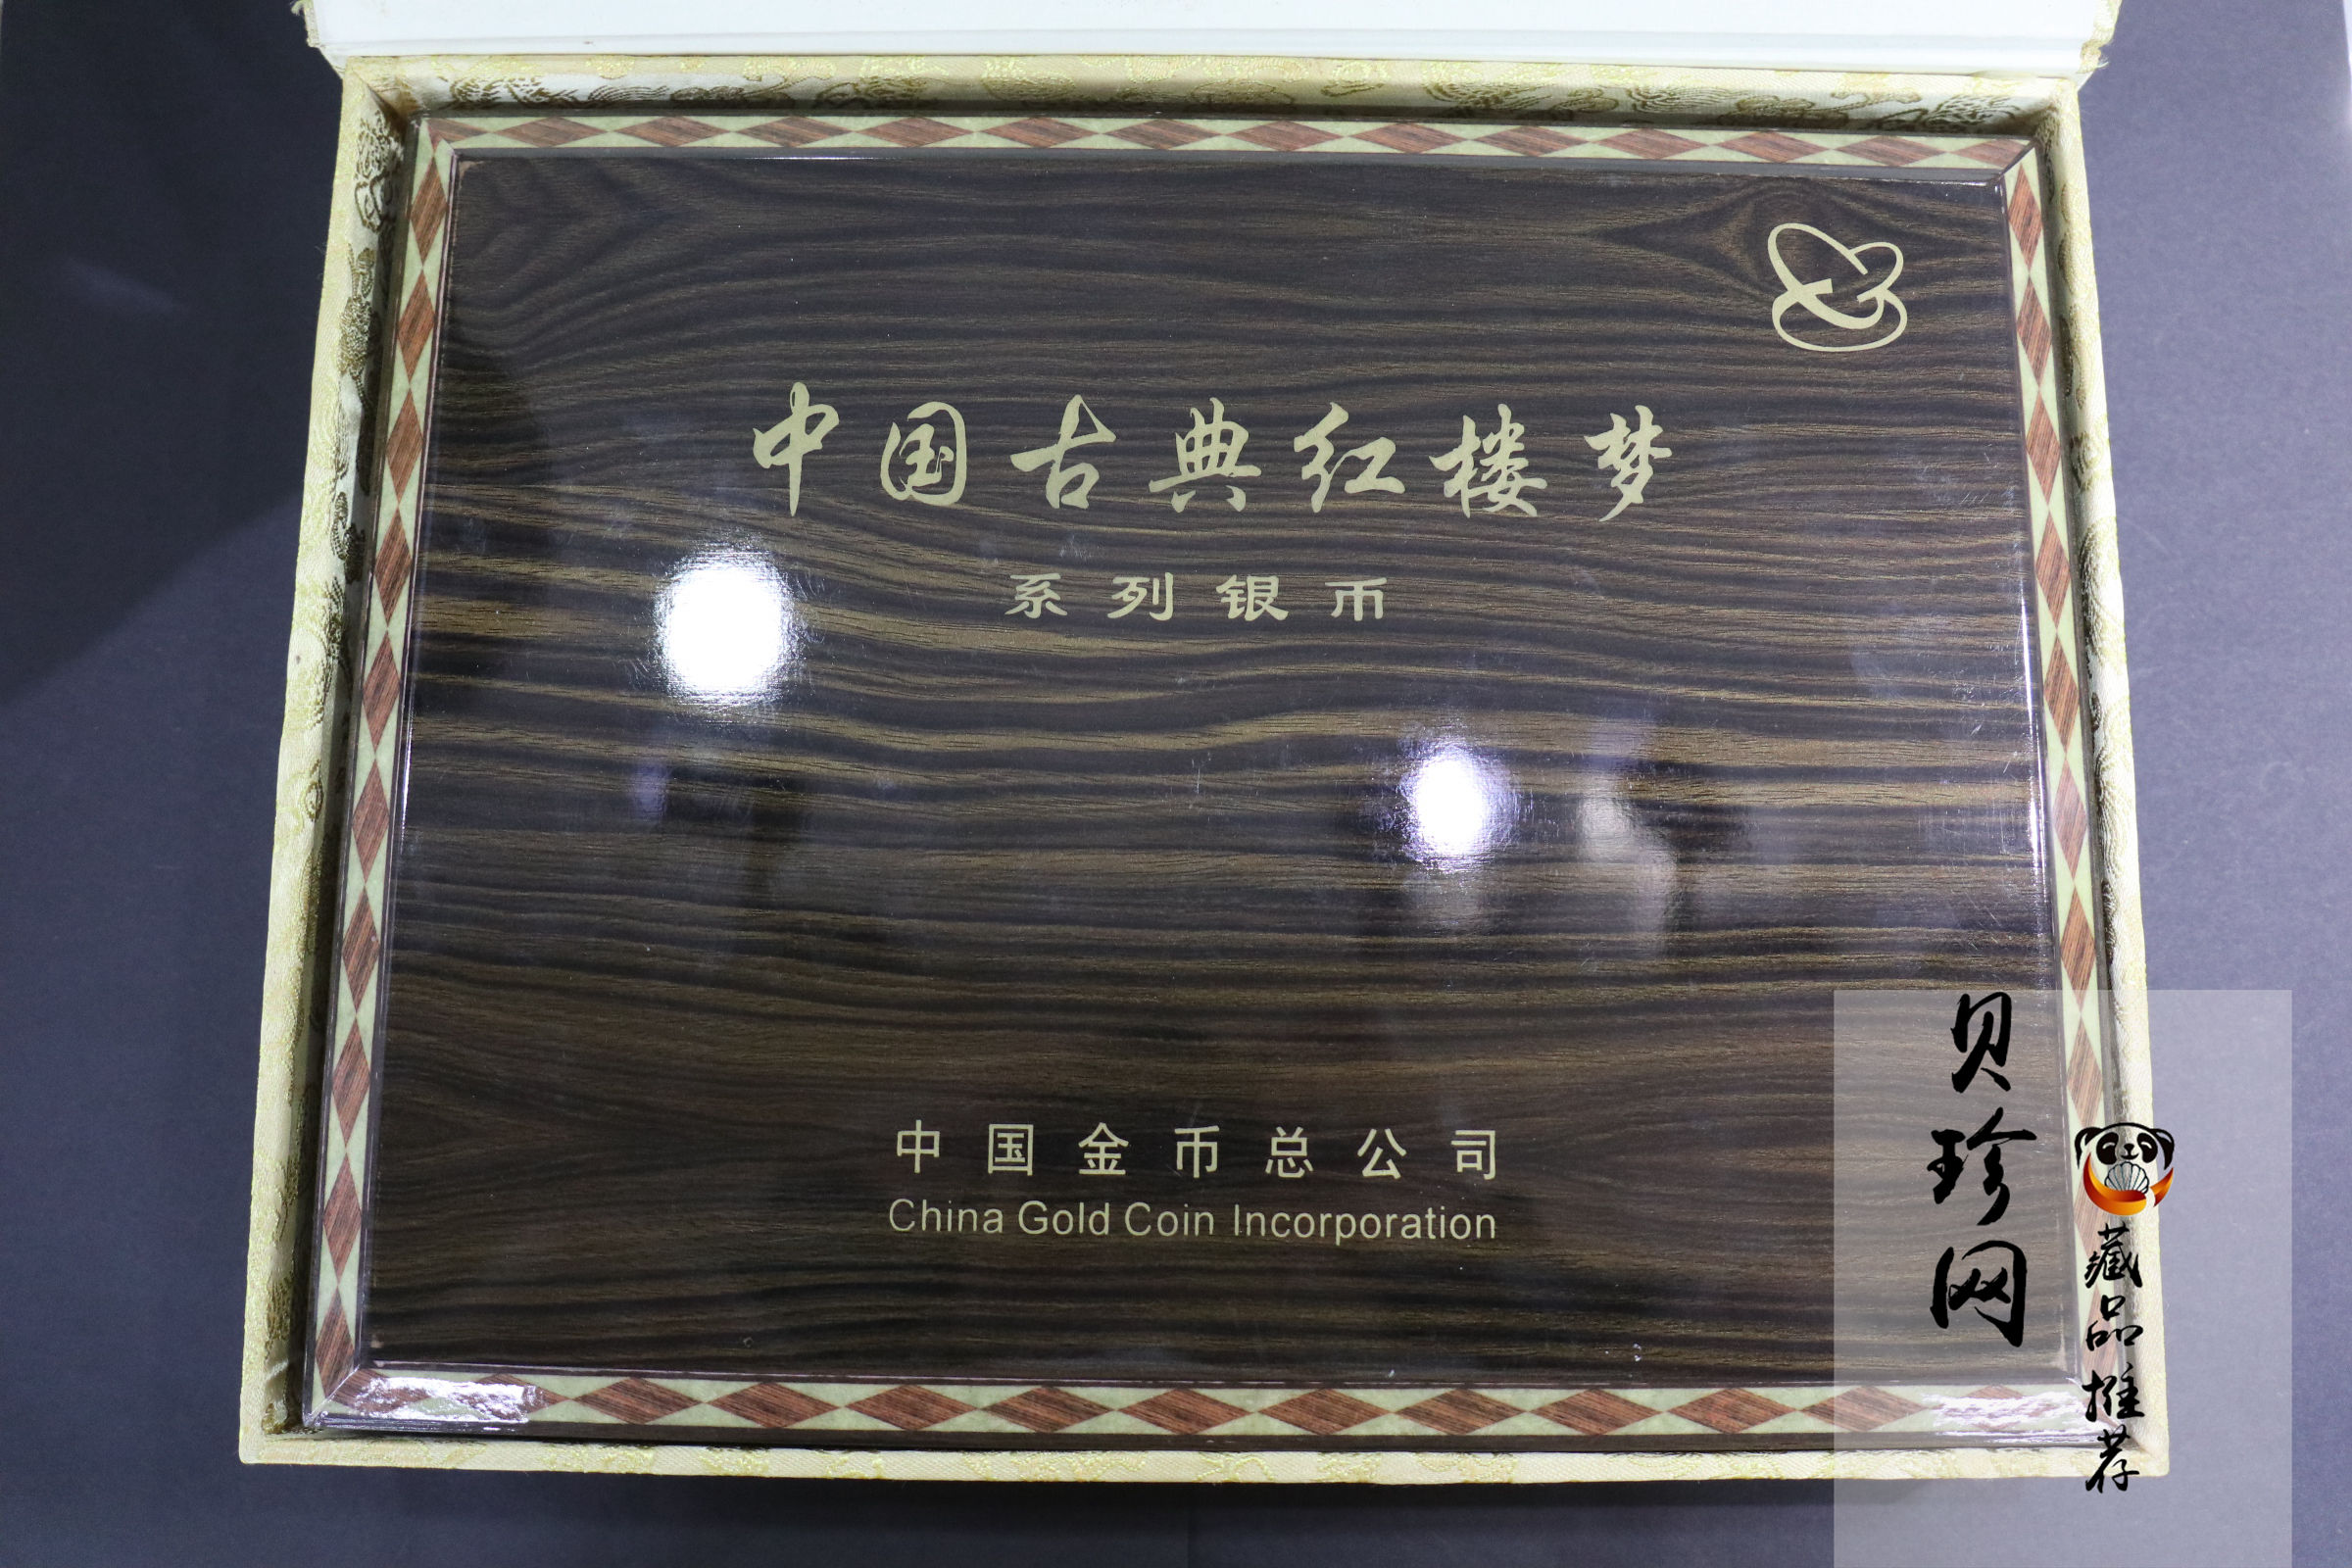 中国古典红楼梦
系列银币
中国金币总公司
China Gold Coin Incorporation
贝珍网
藏品推荐